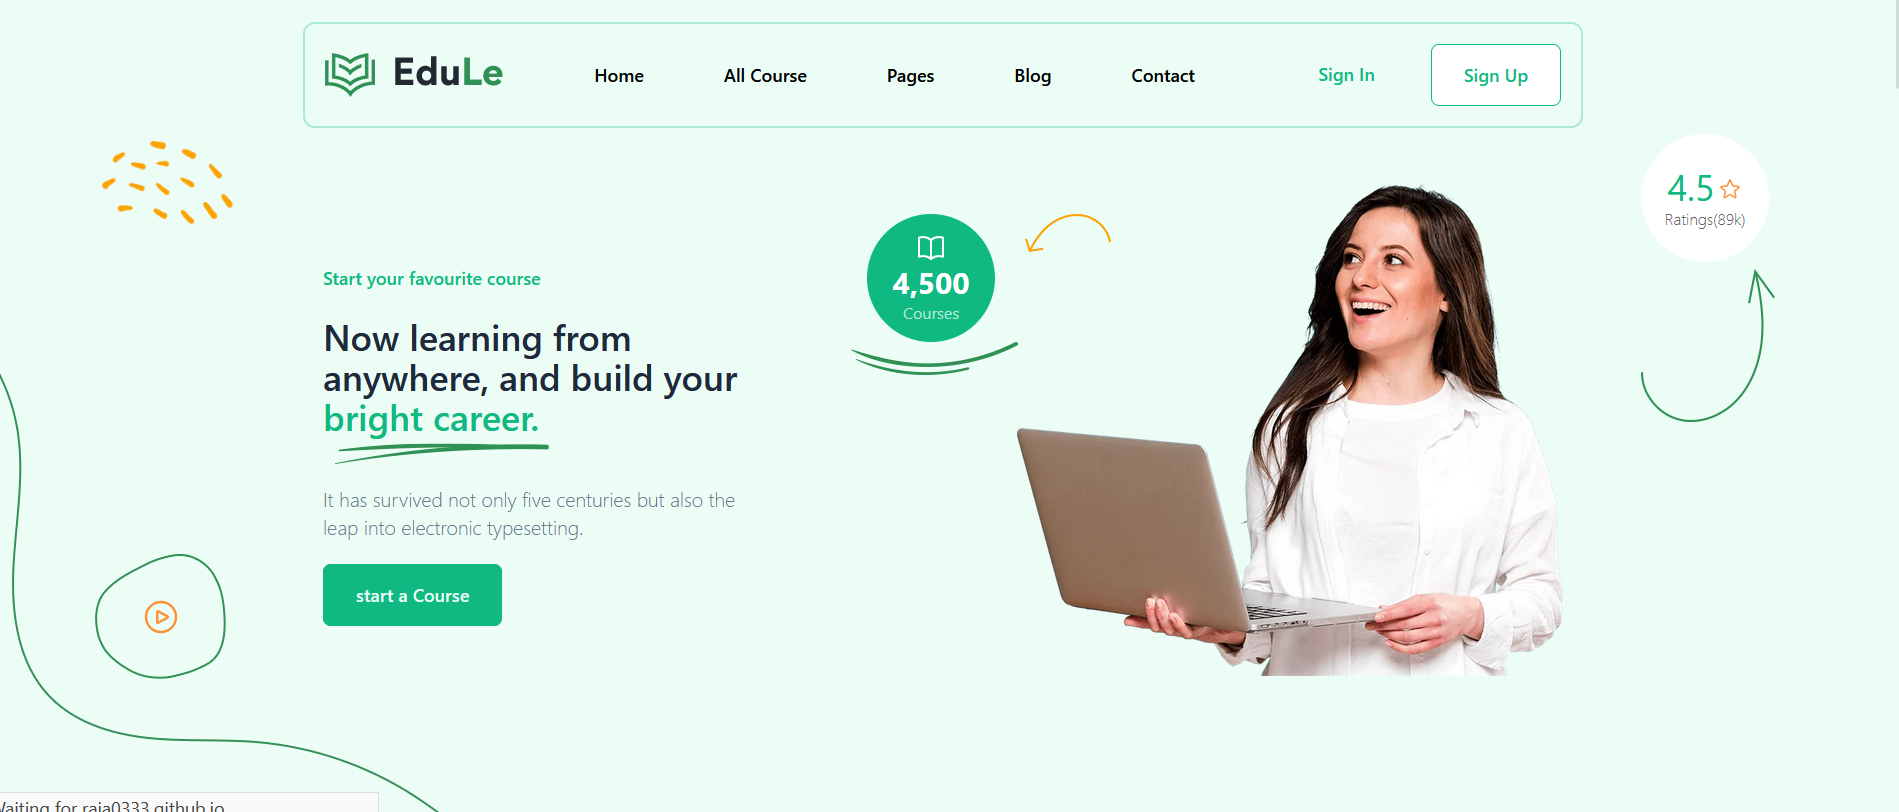 EduLe
Home
All Course
Pages
Blog
Contact
Sign In
Sign Up
4.5
Ratings(89k)
4,500
Courses
Start your favourite course
Now learning from
anywhere, and build your
bright career.
It has survived not only five centuries but also the
leap into electronic typesetting.
start a Course
Waiting for raja0333.github.io